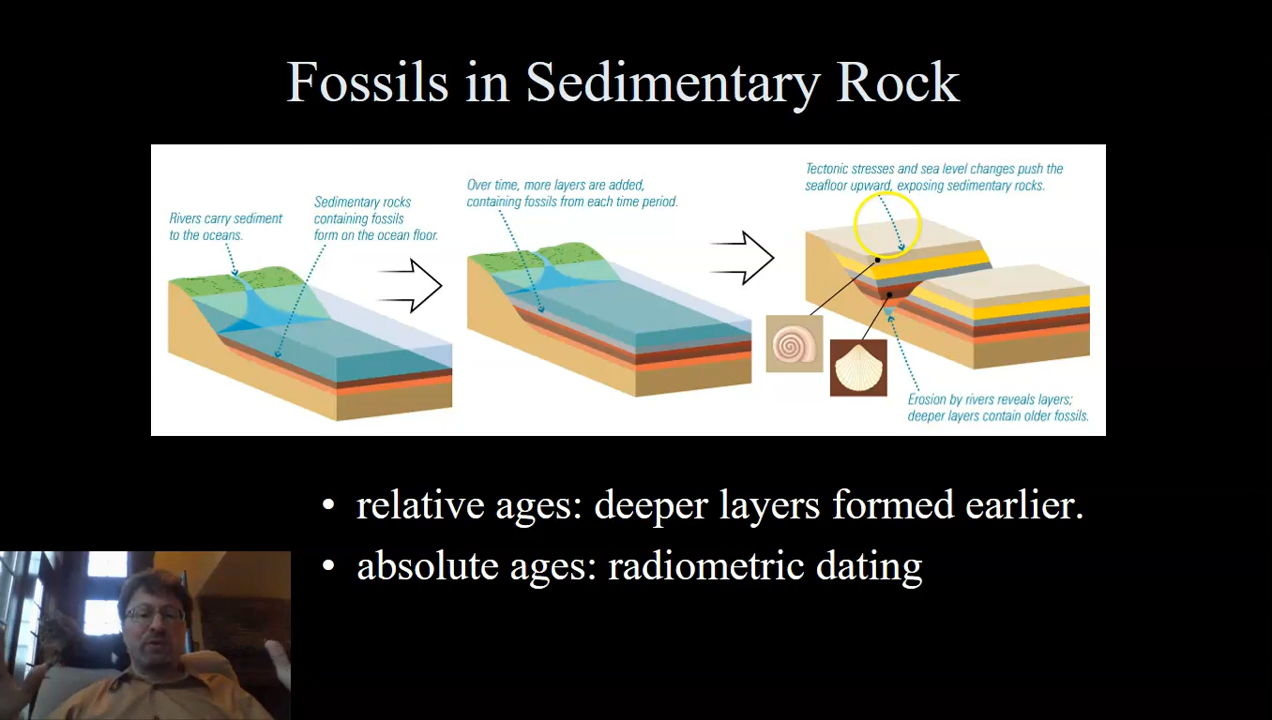 Fossils in Sedimentary Rock
Rivers carry sediment
to the oceans.
Sedimentary rocks
containing fossils
form on the ocean floor.
Over time, more layers are added,
containing fossils from each time period.
Tectonic stresses and sea level changes push the
seafloor upward, exposing sedimentary rocks.
Erosion by rivers reveals layers;
deeper layers contain older fossils.
• relative ages: deeper layers formed earlier.
• absolute ages: radiometric dating